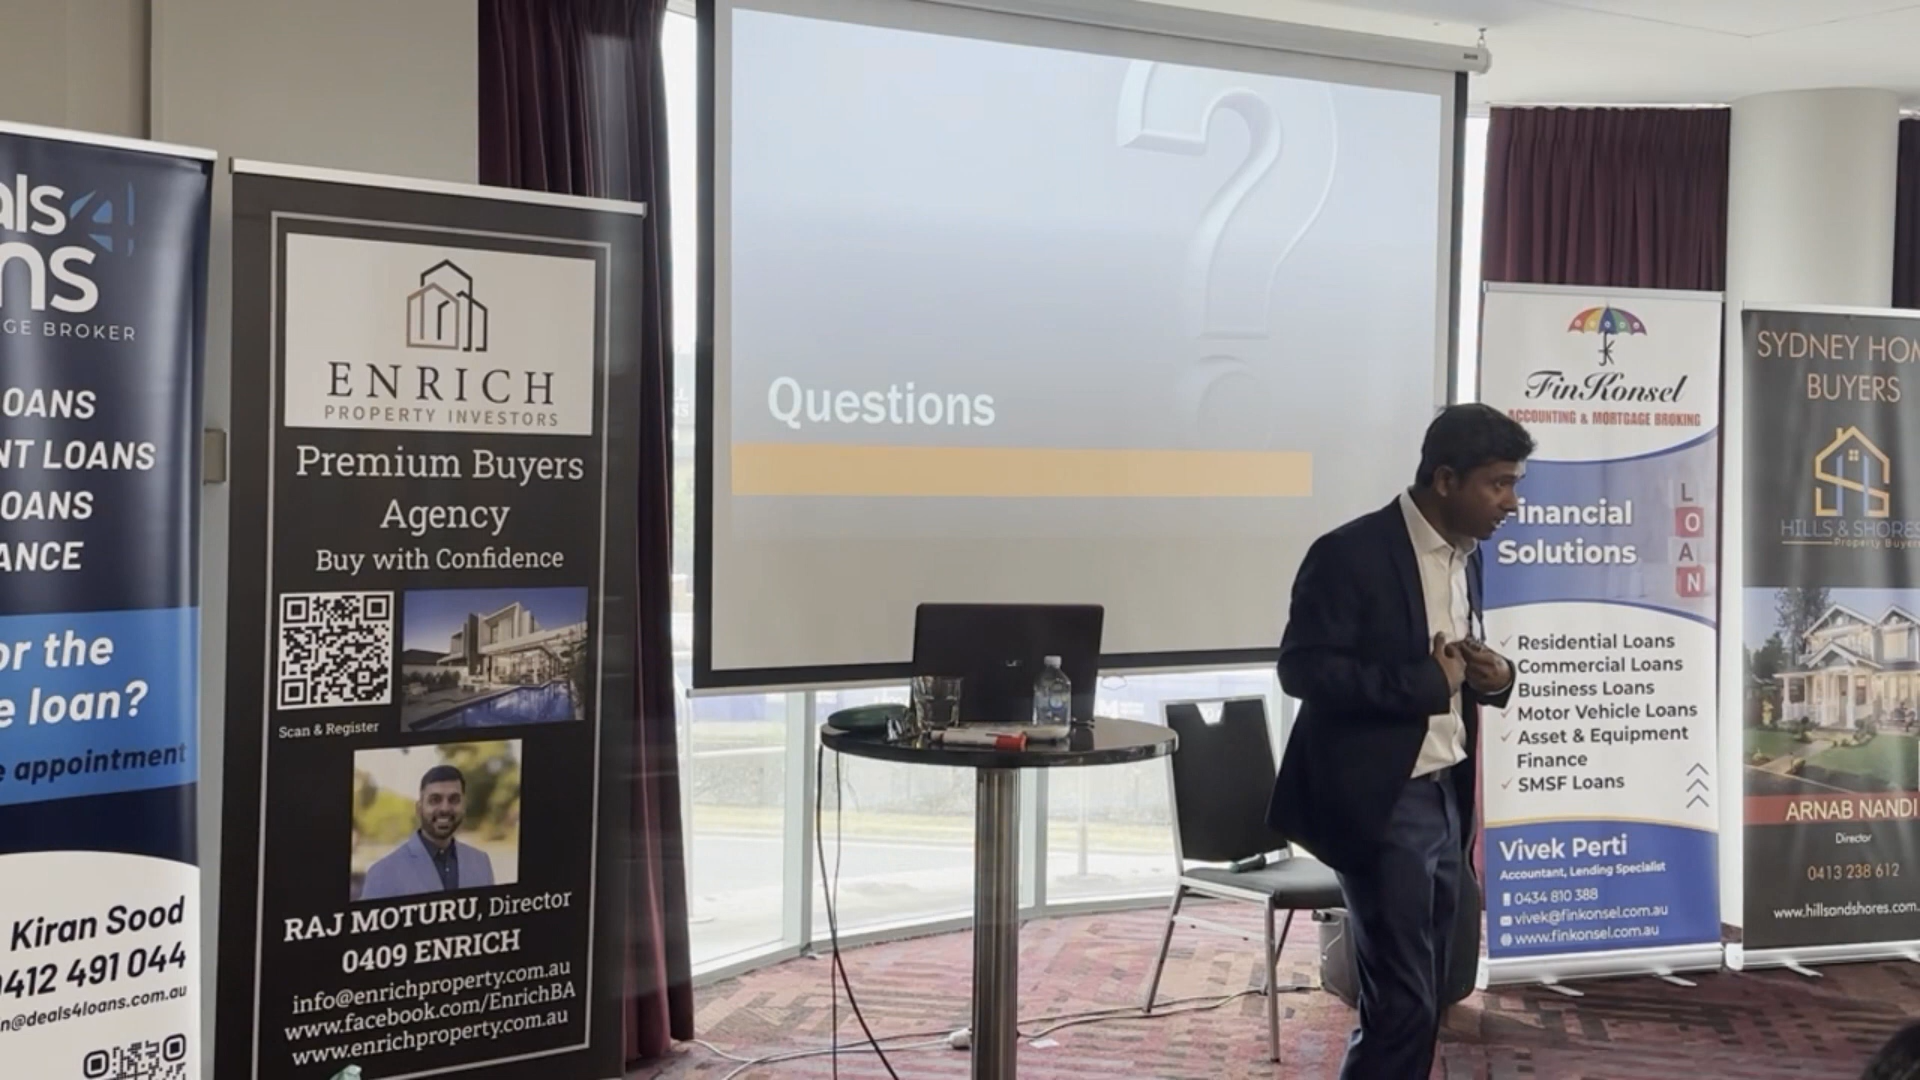 als4
ns
GE BROKER
OANS
NT LOANS
OANS
ANCE
or the
e loan?
e appointment
Kiran Sood
0412 491 044
n@deals4loans.com.au
ENRICH
PROPERTY INVESTORS
Premium Buyers
Agency
Buy with Confidence
Scan & Register
RAJ MOTURU, Director
0409 ENRICH
info@enrichproperty.com.au
www.facebook.com/EnrichBA
www.enrichproperty.com.au
Questions
FinKonsel
ACCOUNTING & MORTGAGE BROKING
Financial
Solutions
L
O
A
N
Residential Loans
Commercial Loans
Business Loans
Motor Vehicle Loans
Asset & Equipment
Finance
SMSF Loans
Vivek Perti
Accountant, Lending Specialist
0434 810 388
vivek@finkonsel.com.au
www.finkonsel.com.au
SYDNEY HOM
BUYERS
HILLS & SHORES
Property Buyers
ARNAB NANDI
Director
0413 238 612
www.hillsandshores.com.